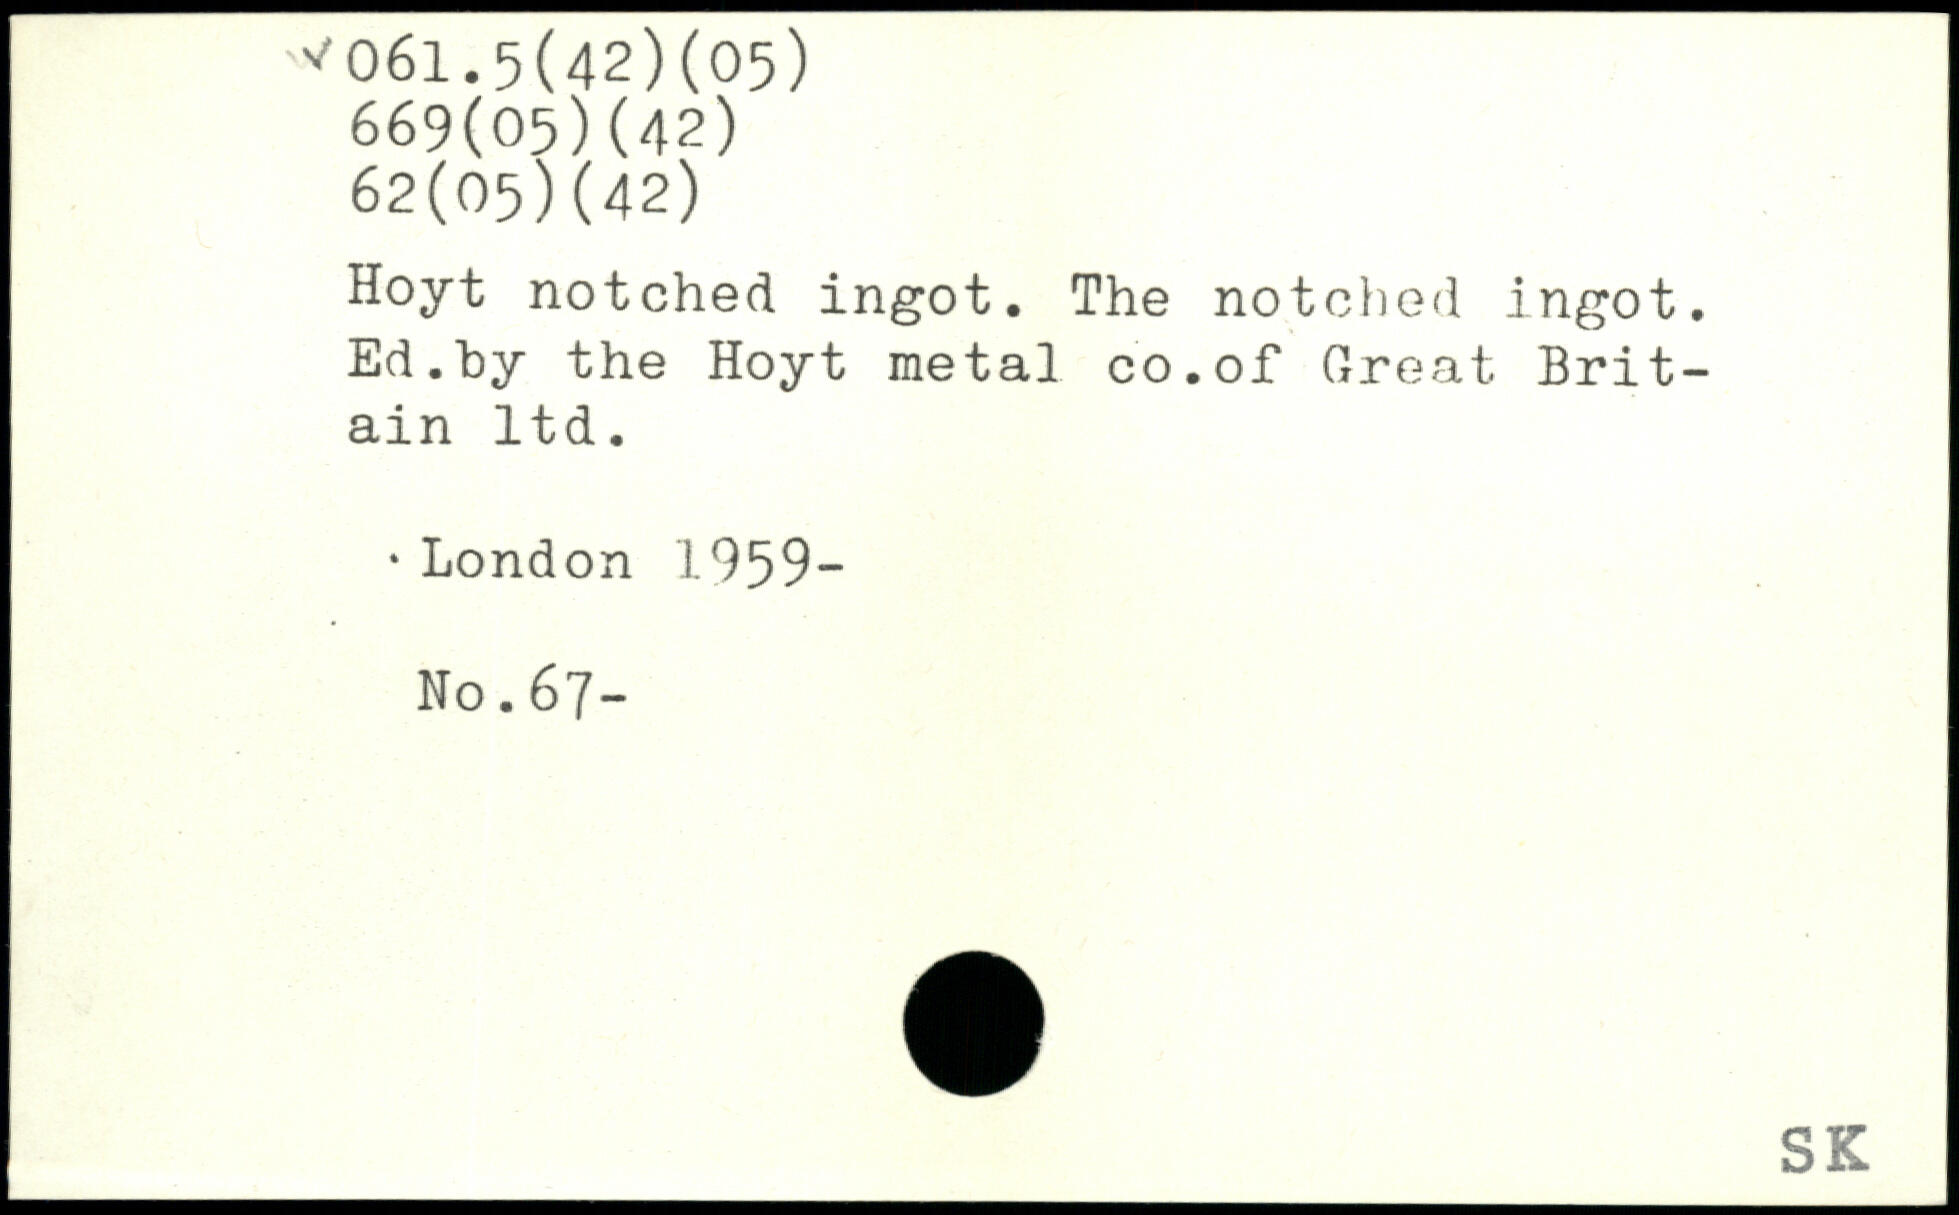 061.5(42)(05)
669(05)(42)
62(05)(42)
Hoyt notched ingot. The notched ingot.
Ed.by the Hoyt metal co.of Great Brit-
ain ltd.
London 1959-
No.67-
SK